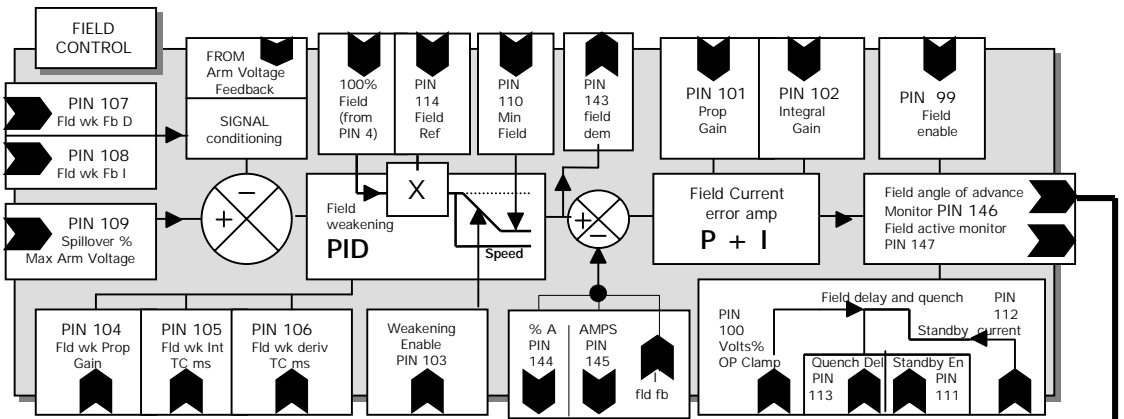 FIELD
CONTROL
FROM
Arm Voltage
Feedback
SIGNAL
conditioning
100%
Field
(from
PIN 4)
PIN
114
Field
Ref
PIN
110
Min
Field
PIN
143
field
dem
PIN 101
Prop
Gain
PIN 102
Integral
Gain
PIN 99
Field
enable
PIN 107
Fld wk Fb D
PIN 108
Fld wk Fb I
PIN 109
Spillover %
Max Arm Voltage
−
+
X
Field
weakening
PID
Speed
+
−
Field Current
error amp
P + I
Field angle of advance
Monitor PIN 146
Field active monitor
PIN 147
PIN 104
Fld wk Prop
Gain
PIN 105
Fld wk Int
TC ms
PIN 106
Fld wk deriv
TC ms
Weakening
Enable
PIN 103
% A
PIN
144
AMPS
PIN
145
I
fld fb
Field delay and quench
PIN
100
Volts%
OP Clamp
PIN
112
Standby current
Quench Del
PIN
113
Standby En
PIN
111